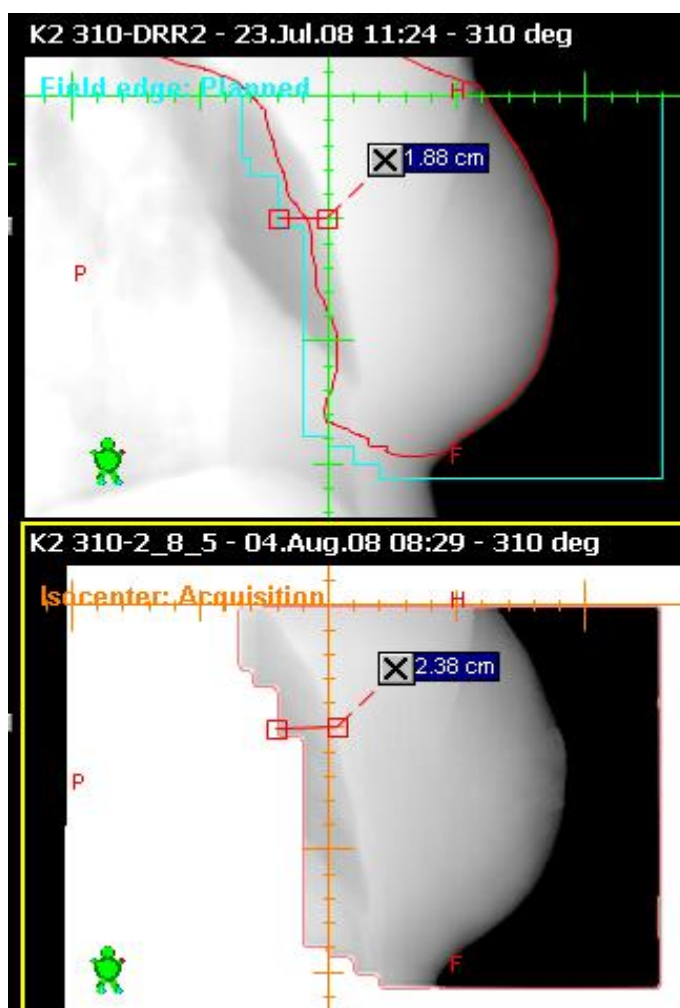 K2 310-DRR2 - 23.Jul.08 11:24 - 310 deg
Field edge: Planned
H
1.88 cm
P
F
K2 310-2_8_5 - 04.Aug.08 08:29 - 310 deg
Isocenter: Acquisition
H
2.38 cm
P
F